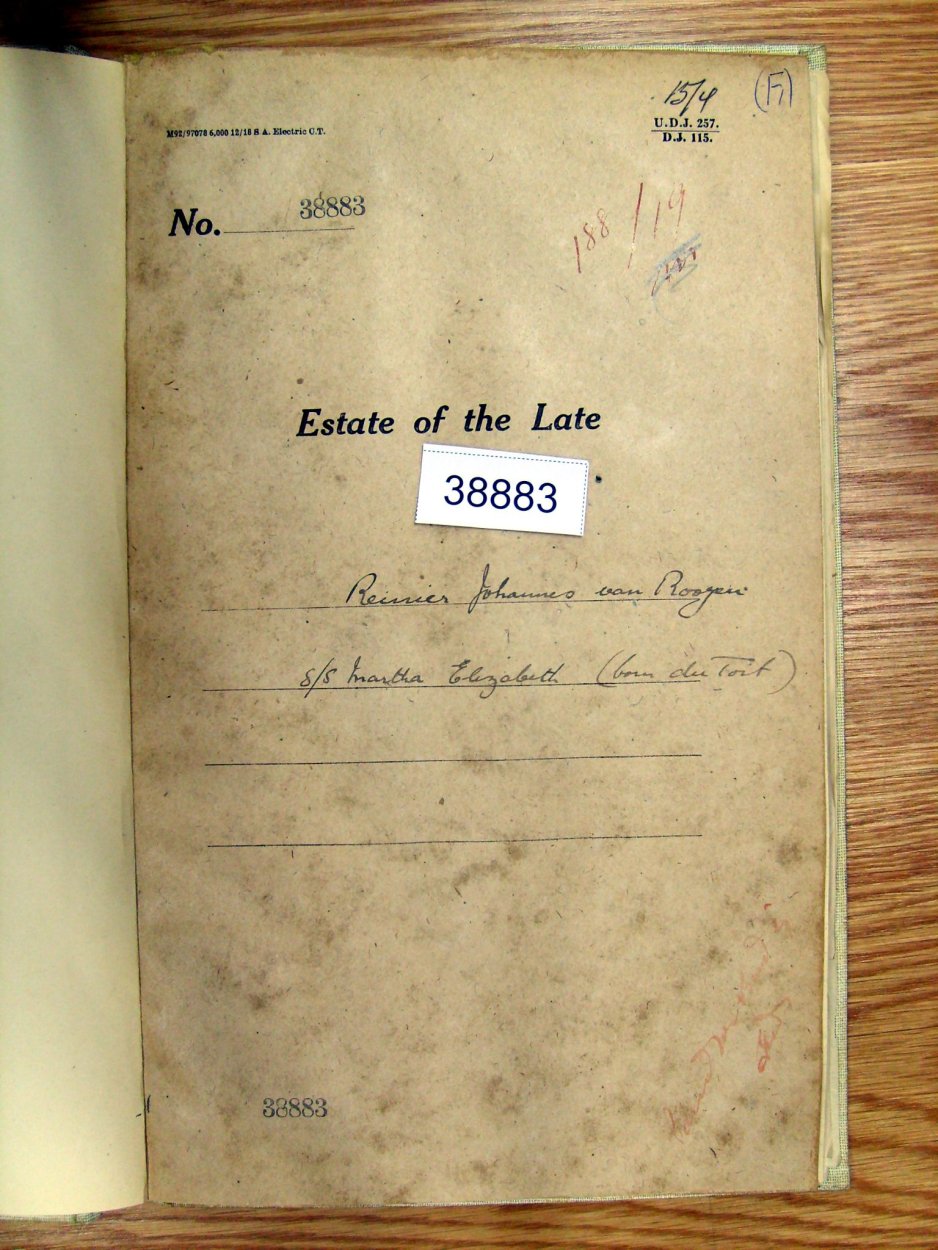 15/4
(F)
M92/97078 6,000 12/18 S A. Electric C.T.
U.D.J. 257.
D.J. 115.
No. 38883
188/19
Estate of the Late
38883
Reinier Johannes van Rooyen
s/s Martha Elizabeth (born du Toit)
38883